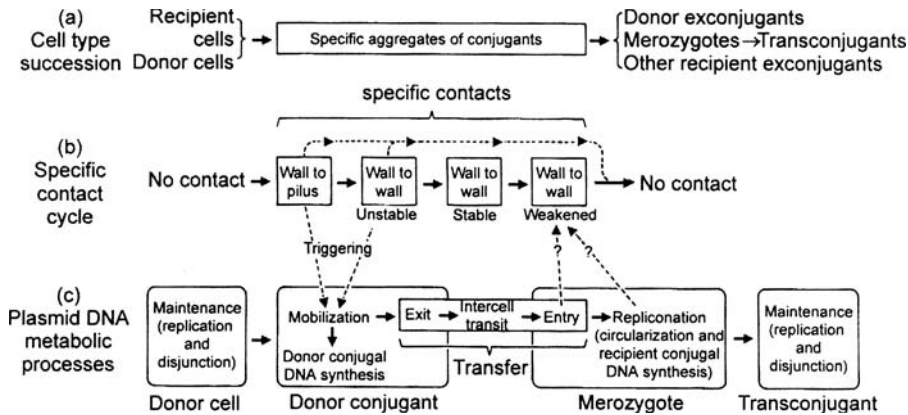 (a)
Cell type
succession
Recipient
cells
Donor cells
Specific aggregates of conjugants
Donor exconjugants
Merozygotes→Transconjugants
Other recipient exconjugants
specific contacts
(b)
Specific
contact
cycle
No contact
Wall to
pilus
Wall to
wall
Unstable
Wall to
wall
Stable
Wall to
wall
Weakened
No contact
Triggering
?
?
(c)
Plasmid DNA
metabolic
processes
Maintenance
(replication
and
disjunction)
Donor cell
Mobilization
Donor conjugal
DNA synthesis
Donor conjugant
Exit
Intercell
transit
Entry
Transfer
Repliconation
(circularization and
recipient conjugal
DNA synthesis)
Merozygote
Maintenance
(replication
and
disjunction)
Transconjugant